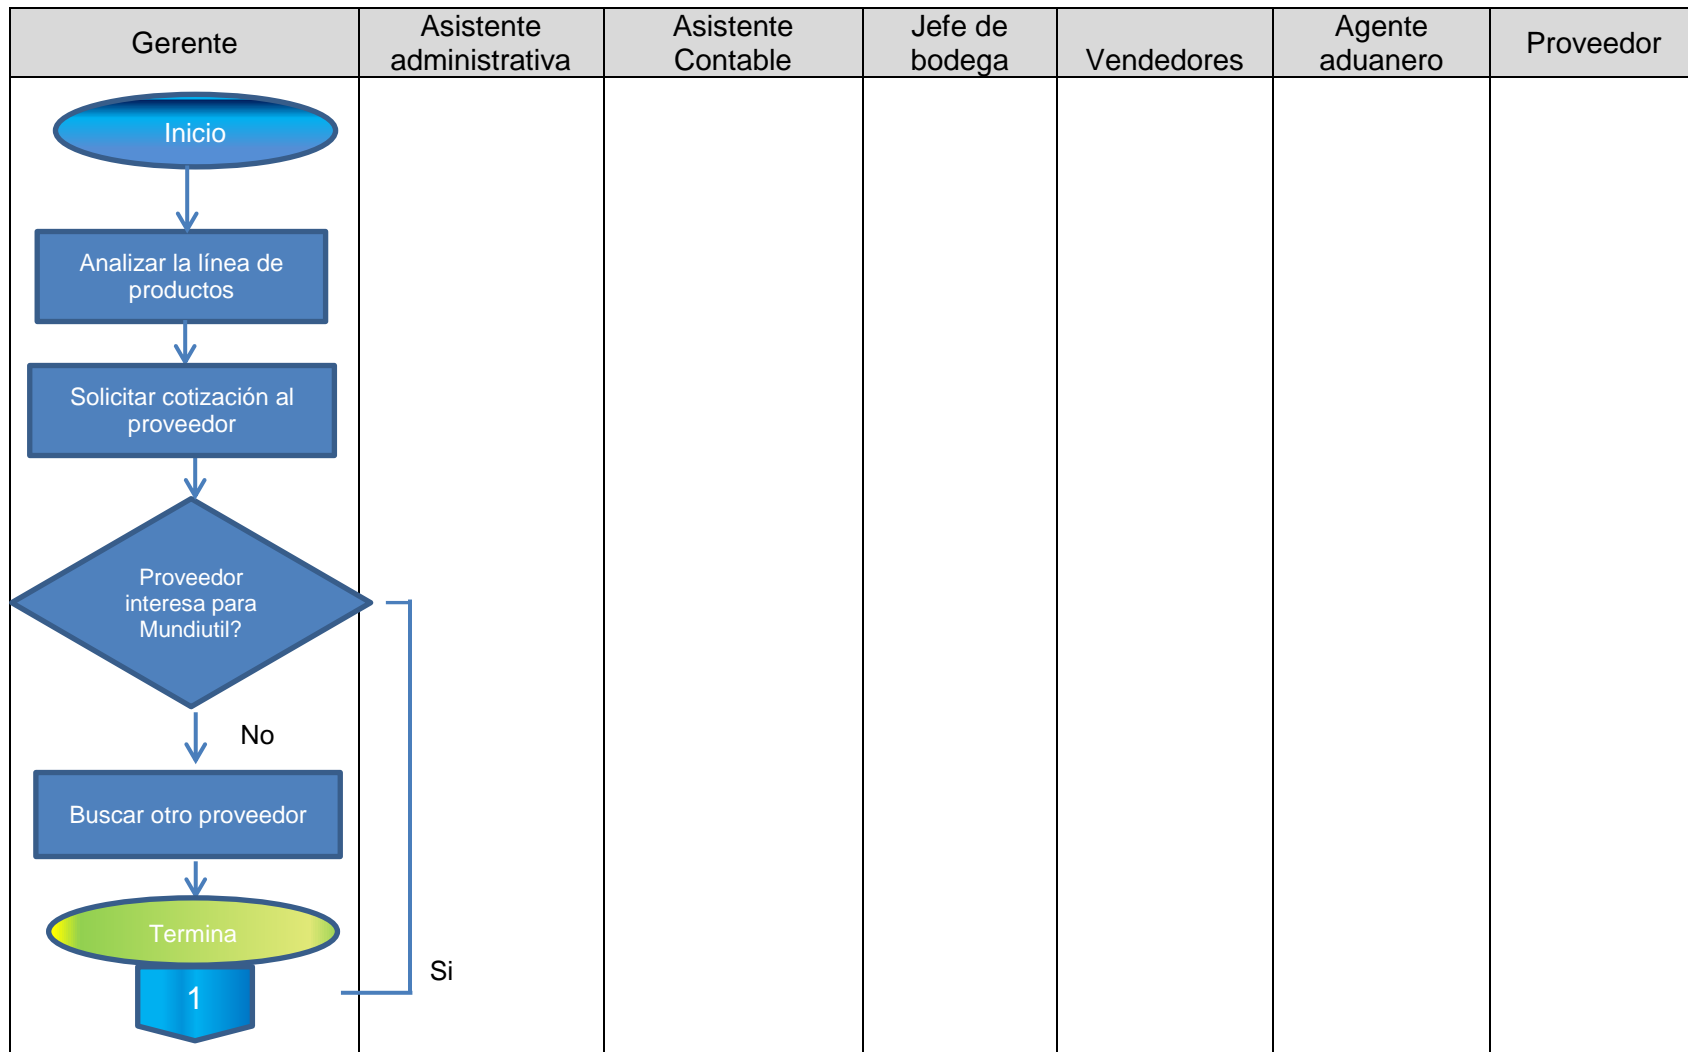 Gerente
Asistente
administrativa
Asistente
Contable
Jefe de
bodega
Vendedores
Agente
aduanero
Proveedor
Inicio
Analizar la línea de
productos
Solicitar cotización al
proveedor
Proveedor
interesa para
Mundiutil?
No
Buscar otro proveedor
Termina
Si
1